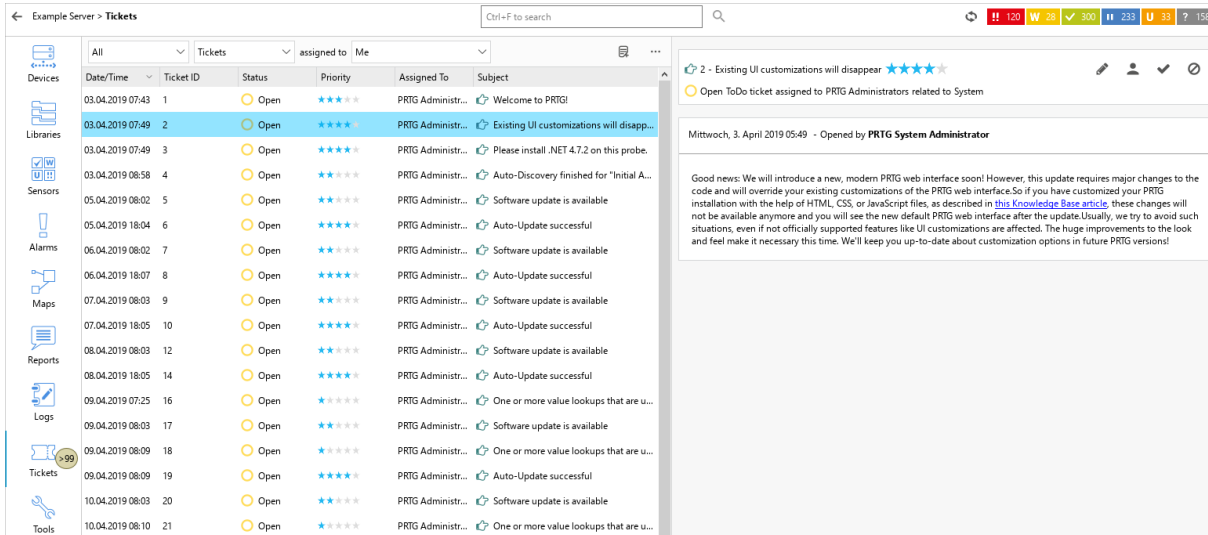 Example Server > Tickets
Ctrl+F to search
!! 120 W 28 300 II 233 U 33 ? 158
Devices
Libraries
W
U !!
Sensors
Alarms
Maps
Reports
Logs
>99
Tickets
Tools
All Tickets assigned to Me
Date/Time Ticket ID Status Priority Assigned To Subject
03.04.2019 07:43 1 Open PRTG Administr... Welcome to PRTG!
03.04.2019 07:49 2 Open PRTG Administr... Existing UI customizations will disapp...
03.04.2019 07:49 3 Open PRTG Administr... Please install .NET 4.7.2 on this probe.
03.04.2019 08:58 4 Open PRTG Administr... Auto-Discovery finished for "Initial A...
05.04.2019 08:02 5 Open PRTG Administr... Software update is available
05.04.2019 18:04 6 Open PRTG Administr... Auto-Update successful
06.04.2019 08:02 7 Open PRTG Administr... Software update is available
06.04.2019 18:07 8 Open PRTG Administr... Auto-Update successful
07.04.2019 08:03 9 Open PRTG Administr... Software update is available
07.04.2019 18:05 10 Open PRTG Administr... Auto-Update successful
08.04.2019 08:03 12 Open PRTG Administr... Software update is available
08.04.2019 18:05 14 Open PRTG Administr... Auto-Update successful
09.04.2019 07:25 16 Open PRTG Administr... One or more value lookups that are u...
09.04.2019 08:03 17 Open PRTG Administr... Software update is available
09.04.2019 08:09 18 Open PRTG Administr... One or more value lookups that are u...
09.04.2019 08:09 19 Open PRTG Administr... Auto-Update successful
10.04.2019 08:03 20 Open PRTG Administr... Software update is available
10.04.2019 08:10 21 Open PRTG Administr... One or more value lookups that are u...
2 - Existing UI customizations will disappear
Open ToDo ticket assigned to PRTG Administrators related to System
Mittwoch, 3. April 2019 05:49 - Opened by PRTG System Administrator
Good news: We will introduce a new, modern PRTG web interface soon! However, this update requires major changes to the
code and will override your existing customizations of the PRTG web interface.So if you have customized your PRTG
installation with the help of HTML, CSS, or JavaScript files, as described in this Knowledge Base article, these changes will
not be available anymore and you will see the new default PRTG web interface after the update.Usually, we try to avoid such
situations, even if not officially supported features like UI customizations are affected. The huge improvements to the look
and feel make it necessary this time. We'll keep you up-to-date about customization options in future PRTG versions!